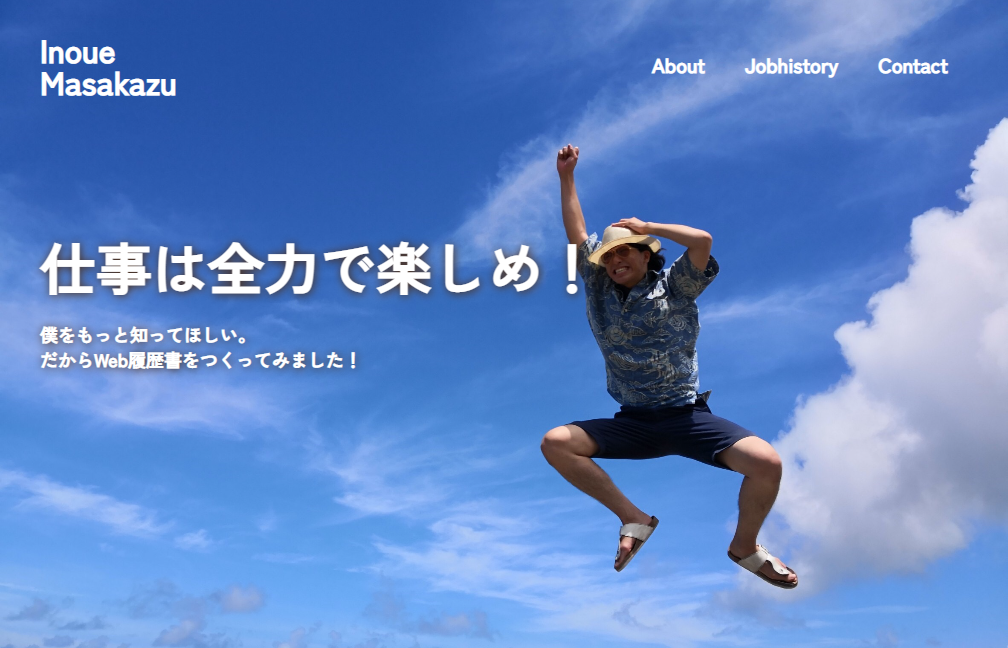 Inoue
Masakazu
About Jobhistory Contact
仕事は全力で楽しめ！
僕をもっと知ってほしい。
だからWeb履歴書をつくってみました！